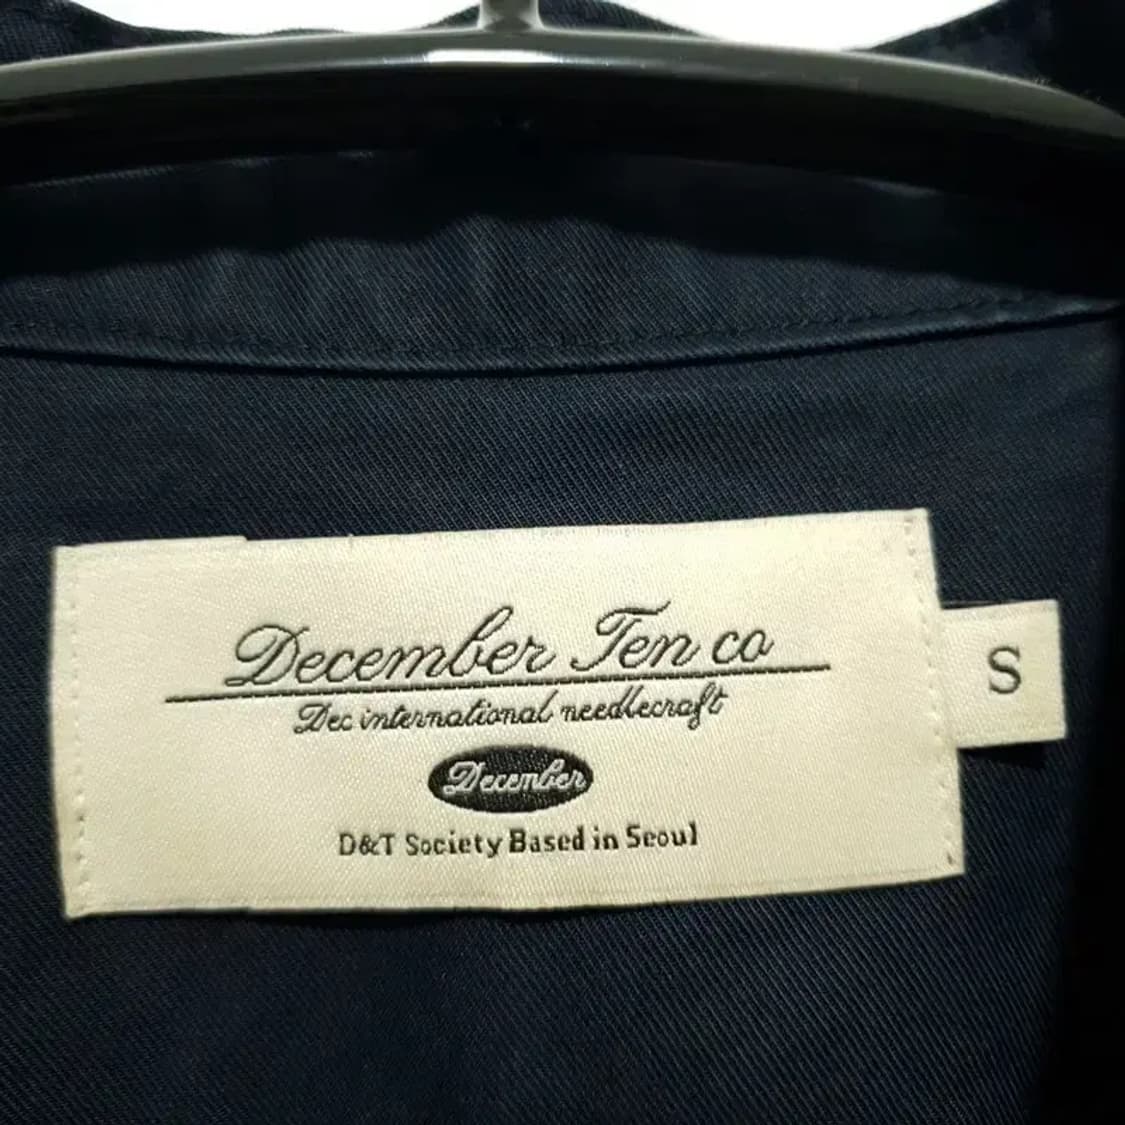 December Ten co
Dec international needlecraft
December
D&T Society Based in Seoul
S